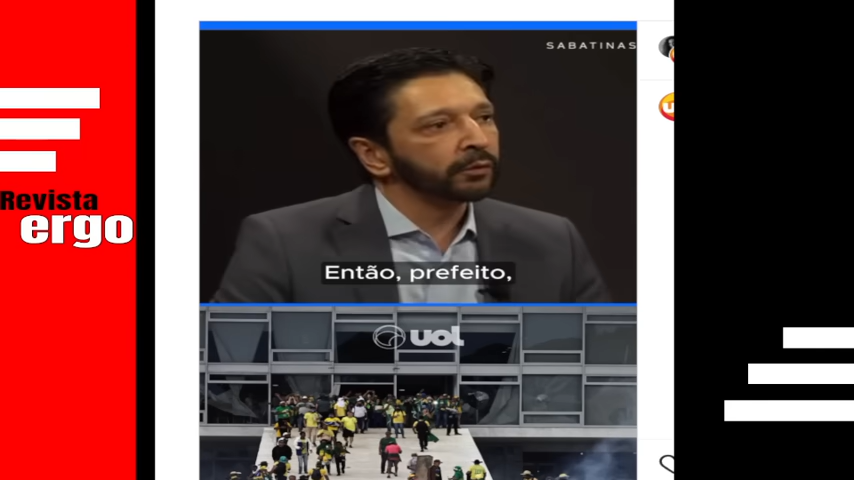 SABATINAS
Revista
ergo
Então, prefeito,
uol